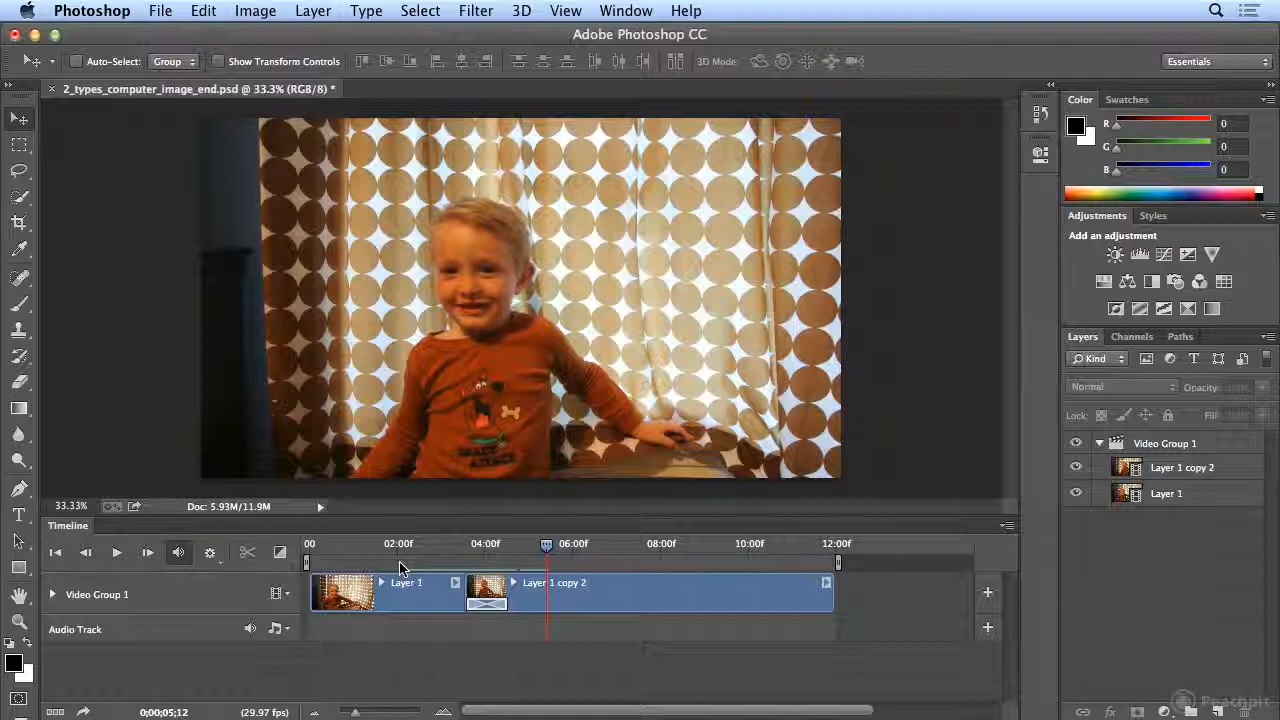 Photoshop File Edit Image Layer Type Select Filter 3D View Window Help
Adobe Photoshop CC
Auto-Select: Group Show Transform Controls 3D Mode: Essentials
2_types_computer_image_end.psd @ 33.3% (RGB/8) *
Color Swatches
R 0
G 0
B 0
Adjustments Styles
Add an adjustment
Layers Channels Paths
Kind
Normal Opacity:
Lock: Fill
Video Group 1
Layer 1 copy 2
Layer 1
33.33% Doc: 5.93M/11.9M
Timeline
00 02:00f 04:00f 06:00f 08:00f 10:00f 12:00f
Layer 1 Layer 1 copy 2
Video Group 1
Audio Track
0;00;05;12 (29.97 fps)
Peachpit